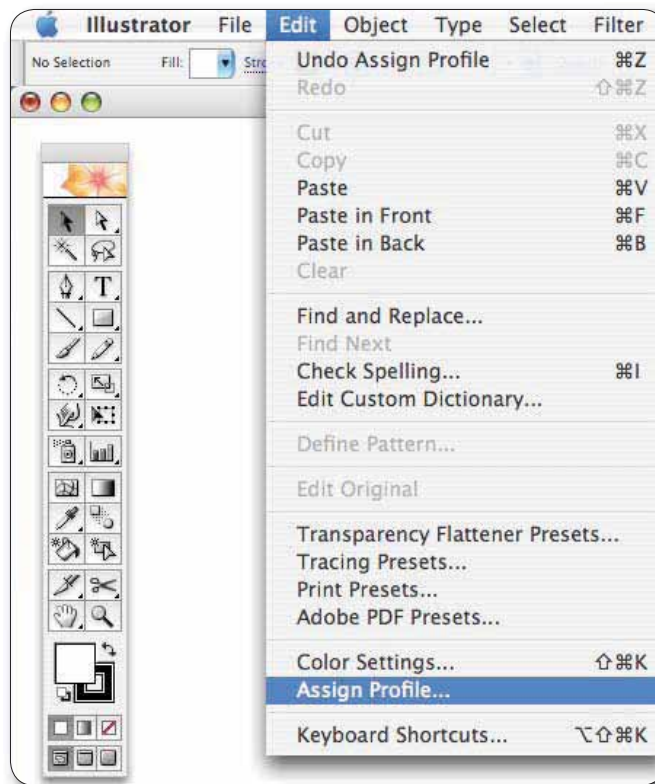 Illustrator File Edit Object Type Select Filter
No Selection Fill:
Undo Assign Profile ⌘Z
Redo ⇧⌘Z
Cut ⌘X
Copy ⌘C
Paste ⌘V
Paste in Front ⌘F
Paste in Back ⌘B
Clear
Find and Replace...
Find Next
Check Spelling... ⌘I
Edit Custom Dictionary...
Define Pattern...
Edit Original
Transparency Flattener Presets...
Tracing Presets...
Print Presets...
Adobe PDF Presets...
Color Settings... ⇧⌘K
Assign Profile...
Keyboard Shortcuts... ⌥⇧⌘K